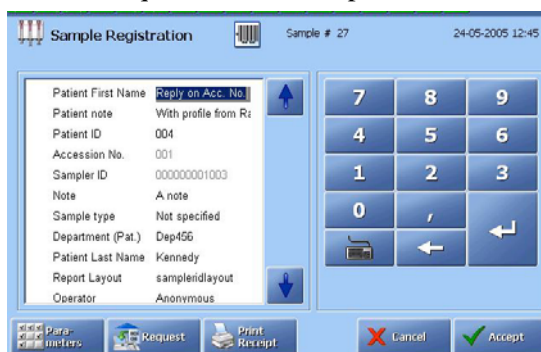 Sample Registration Sample # 27 24-05-2005 12:45
Patient First Name Reply on Acc. No.
Patient note With profile from Ra
Patient ID 004
Accession No. 001
Sampler ID 000000001003
Note A note
Sample type Not specified
Department (Pat.) Dep456
Patient Last Name Kennedy
Report Layout sampleridlayout
Operator Anonymous
7 8 9
4 5 6
1 2 3
0 ,
Para-
meters
Request
Print
Receipt
Cancel
Accept